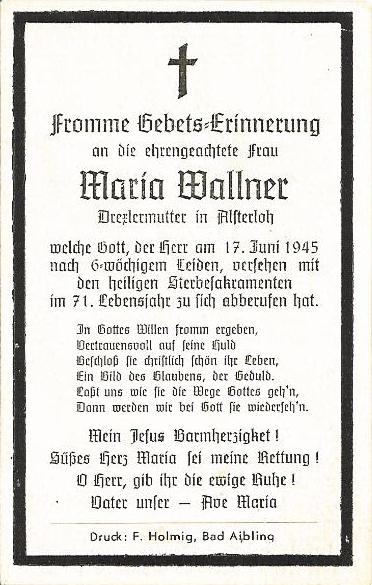 Fromme Gebets-Erinnerung
an die ehrengeachtete Frau
Maria Wallner
Drexlermutter in Alsterloh
welche Gott, der Herr am 17. Juni 1945
nach 6-wöchigem Leiden, versehen mit
den heiligen Sterbesakramenten
im 71. Lebensjahr zu sich abberufen hat.
In Gottes Willen fromm ergeben,
Vertrauensvoll auf seine Huld
Beschloß sie christlich schön ihr Leben,
Ein Bild des Glaubens, der Geduld.
Laßt uns wie sie die Wege Gottes geh'n,
Dann werden wir bei Gott sie wiederseh'n.
Mein Jesus Barmherzigket!
Süßes Herz Maria sei meine Rettung!
O Herr, gib ihr die ewige Ruhe!
Vater unser — Ave Maria
Druck: F. Holmig, Bad Aibling